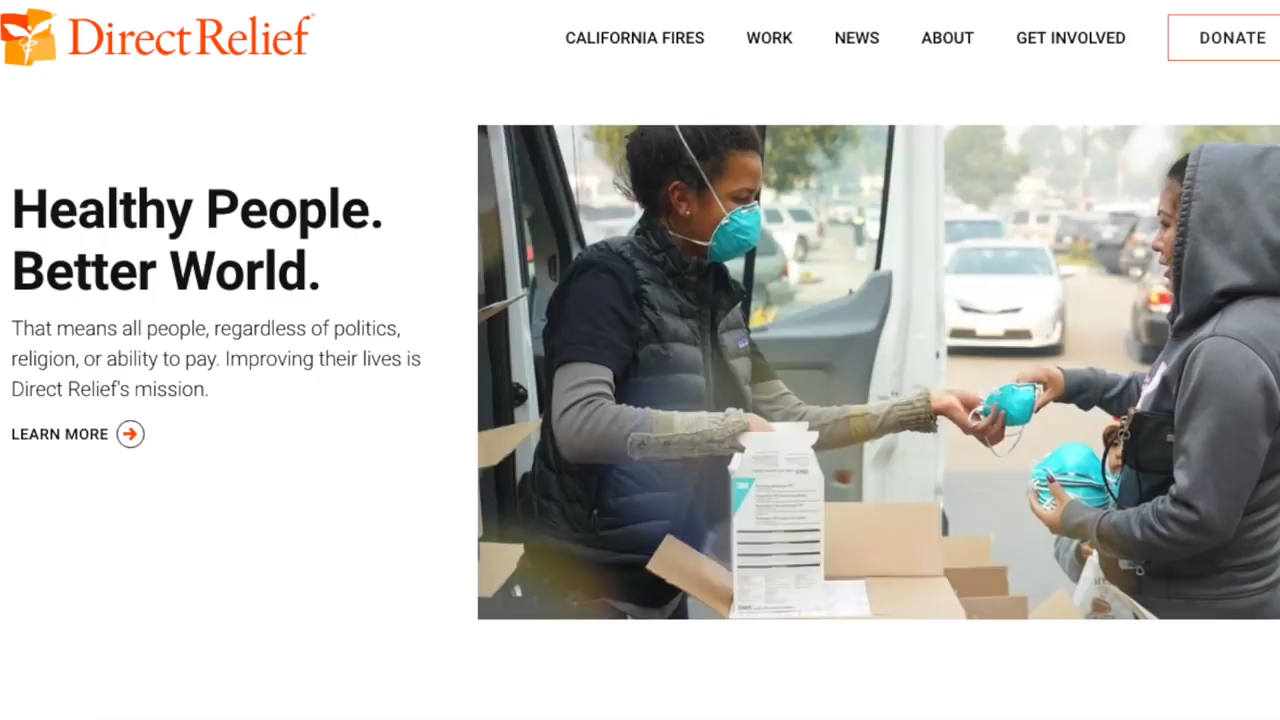 DirectRelief
CALIFORNIA FIRES
WORK
NEWS
ABOUT
GET INVOLVED
DONATE
Healthy People.
Better World.
That means all people, regardless of politics,
religion, or ability to pay. Improving their lives is
Direct Relief's mission.
LEARN MORE
3M